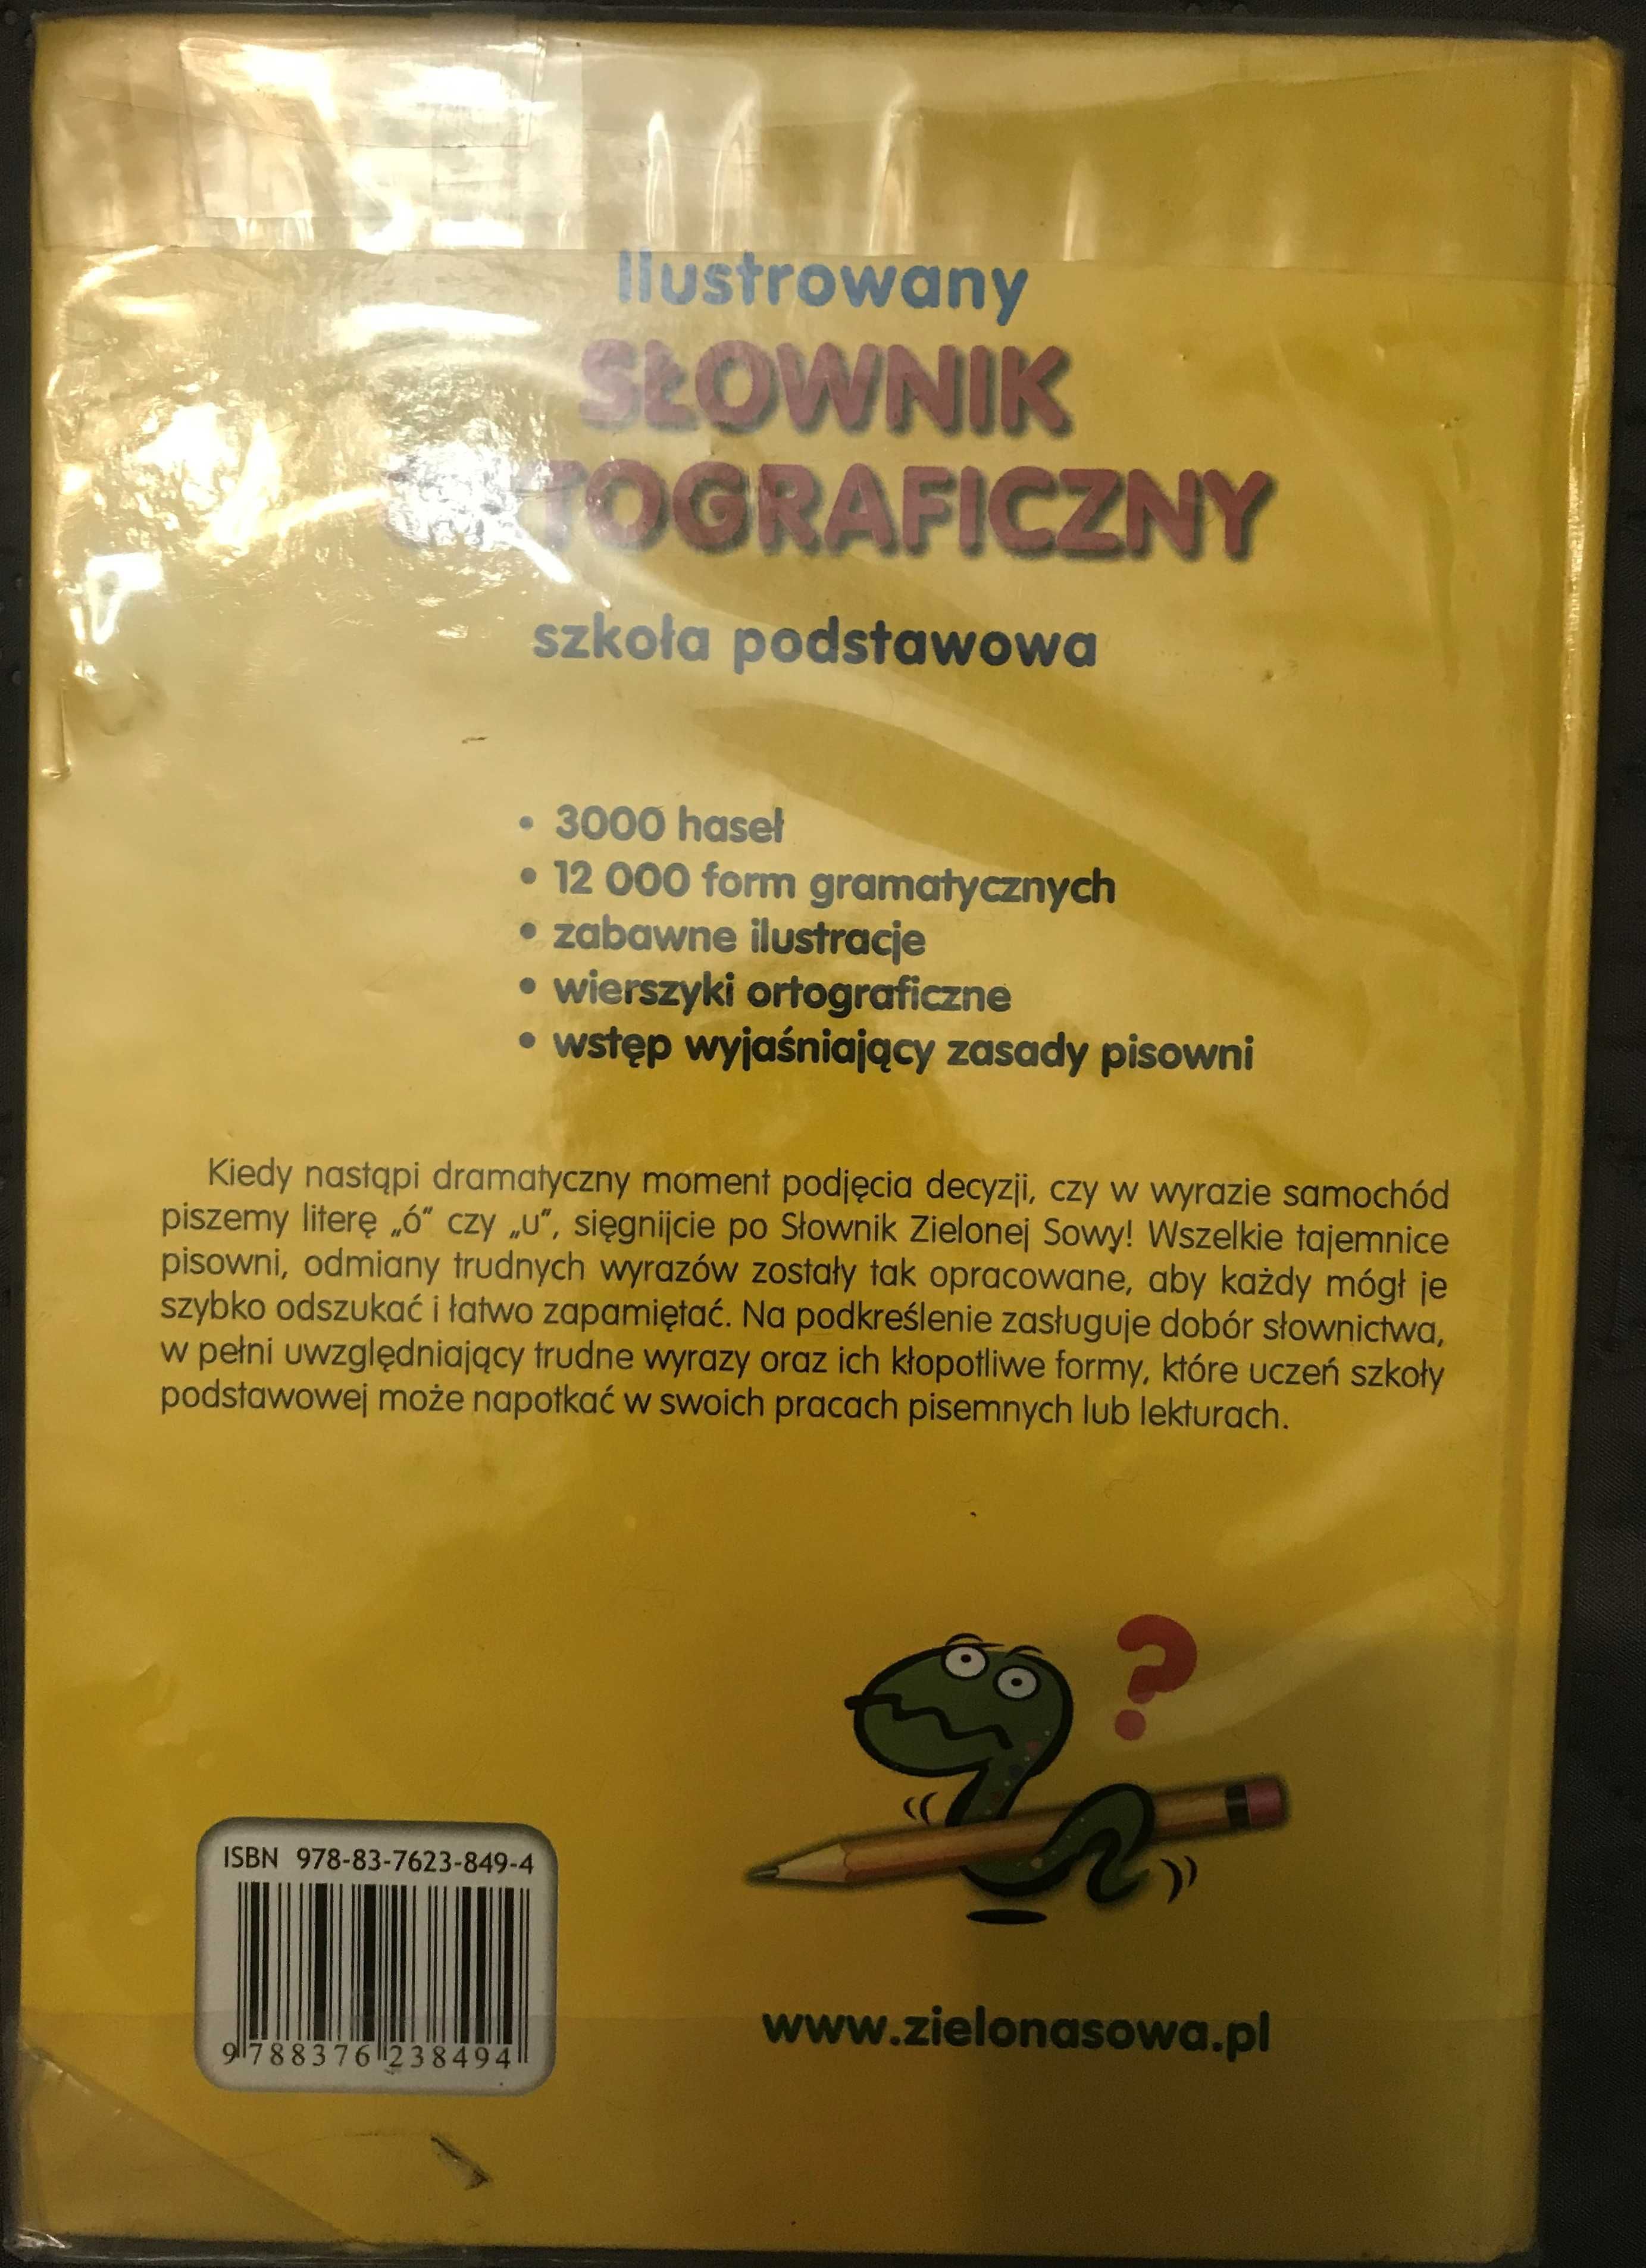 Ilustrowany
SŁOWNIK
ORTOGRAFICZNY
szkoła podstawowa
• 3000 haseł
• 12 000 form gramatycznych
• zabawne ilustracje
• wierszyki ortograficzne
• wstęp wyjaśniający zasady pisowni
Kiedy nastąpi dramatyczny moment podjęcia decyzji, czy w wyrazie samochód
piszemy literę „ó” czy „u”, sięgnijcie po Słownik Zielonej Sowy! Wszelkie tajemnice
pisowni, odmiany trudnych wyrazów zostały tak opracowane, aby każdy mógł je
szybko odszukać i łatwo zapamiętać. Na podkreślenie zasługuje dobór słownictwa,
w pełni uwzględniający trudne wyrazy oraz ich kłopotliwe formy, które uczeń szkoły
podstawowej może napotkać w swoich pracach pisemnych lub lekturach.
?
ISBN 978-83-7623-849-4
9 788376 238494
www.zielonasowa.pl